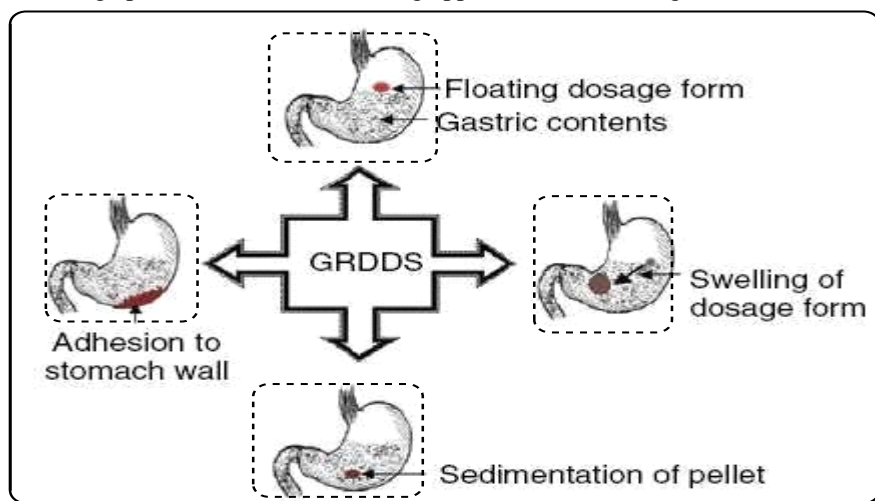 Floating dosage form
Gastric contents
GRDDS
Swelling of
dosage form
Adhesion to
stomach wall
Sedimentation of pellet